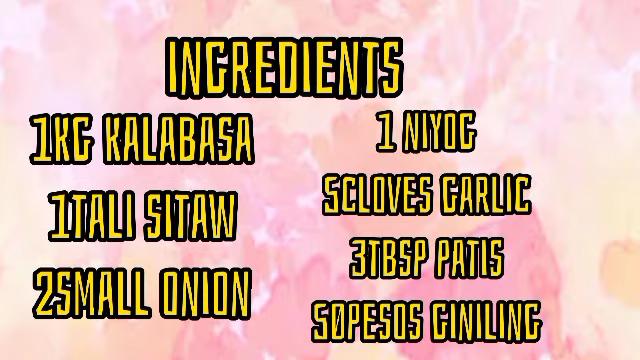 INGREDIENTS
1KG KALABASA
1TALI SITAW
2SMALL ONION
1 NIYOG
5CLOVES GARLIC
3TBSP PATIS
50PESOS GINILING